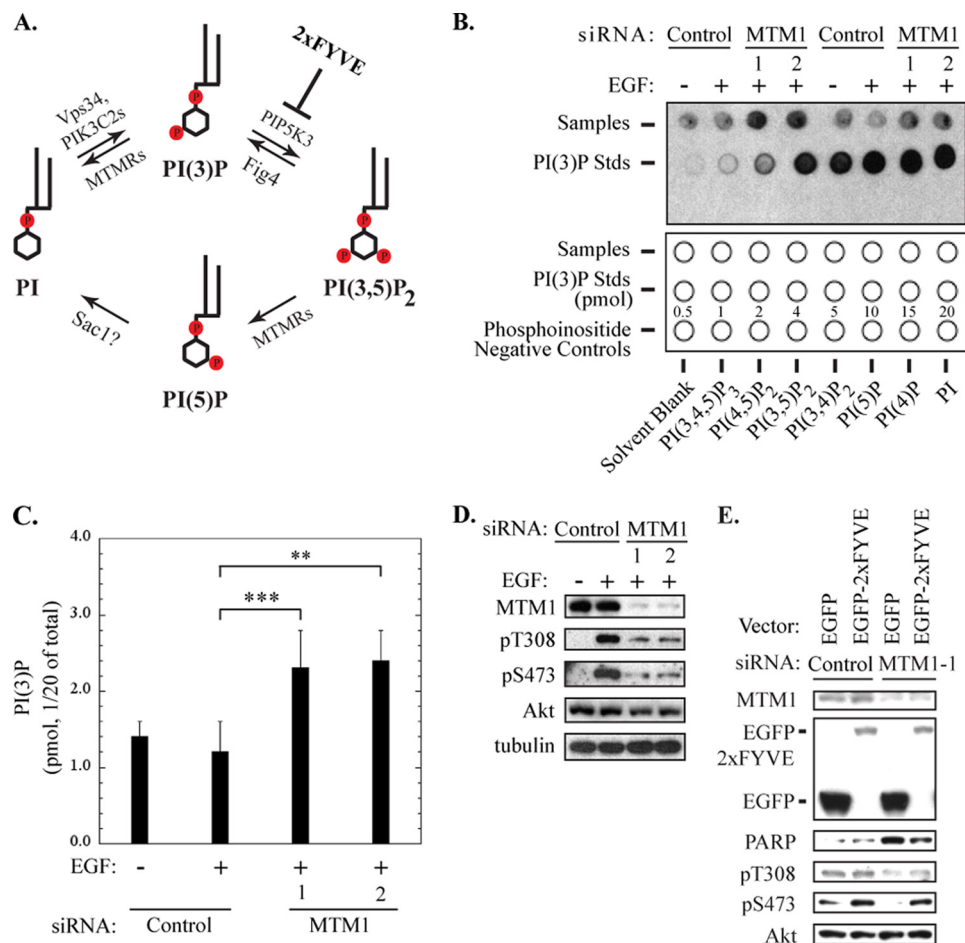 A.
2xFYVE
Vps34,
PIK3C2s
MTMRs
P
P
PI(3)P
PIP5K3
Fig4
P
PI
P
P
P
PI(3,5)P2
Sac1?
P
P
PI(5)P
MTMRs
B.
siRNA: Control MTM1 Control MTM1
1 2 1 2
EGF: - + + + - + + +
Samples
PI(3)P Stds
Samples
PI(3)P Stds
(pmol)
0.5 1 2 4 5 10 15 20
Phosphoinositide
Negative Controls
Solvent Blank
PI(3,4,5)P3
PI(4,5)P2
PI(3,5)P2
PI(3,4)P2
PI(5)P
PI(4)P
PI
C.
PI(3)P
(pmol, 1/20 of total)
4.0
3.0
2.0
1.0
0.0
**
***
EGF: - + + +
1 2
siRNA: Control MTM1
D.
siRNA: Control MTM1
1 2
EGF: - + + +
MTM1
pT308
pS473
Akt
tubulin
E.
Vector: EGFP EGFP-2xFYVE EGFP EGFP-2xFYVE
siRNA: Control MTM1-1
MTM1
EGFP
2xFYVE
EGFP
PARP
pT308
pS473
Akt